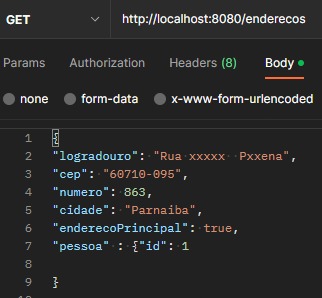 GET http://localhost:8080/enderecos
Params Authorization Headers (8) Body
none form-data x-www-form-urlencoded
1 {
2 "logradouro": "Rua xxxxx  Pxxena",
3 "cep": "60710-095",
4 "numero": 863,
5 "cidade": "Parnaiba",
6 "enderecoPrincipal": true,
7 "pessoa" : {"id": 1
8
9 }